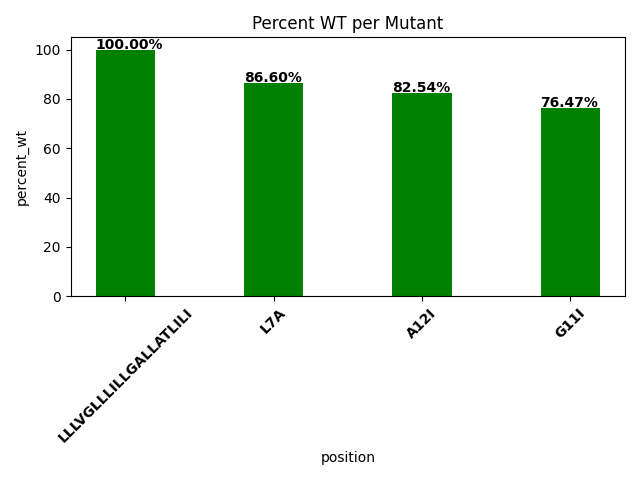 Percent WT per Mutant
percent_wt
100
80
60
40
20
0
100.00%
86.60%
82.54%
76.47%
LLLVGLLLILLGALLATLILI
L7A
A12I
G11I
position